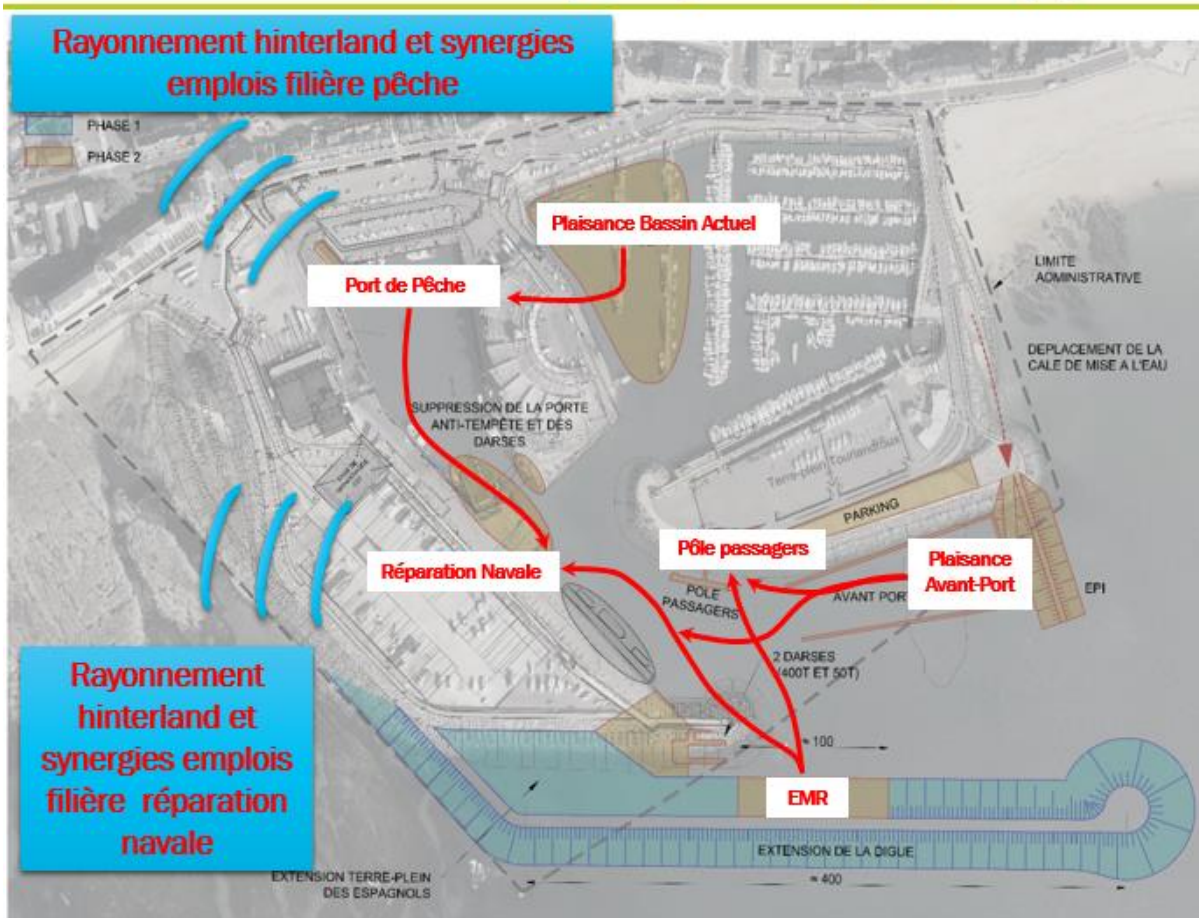 Rayonnement hinterland et synergies
emplois filière pêche
PHASE 1
PHASE 2
Plaisance Bassin Actuel
LIMITE
ADMINISTRATIVE
Port de Pêche
DEPLACEMENT DE LA
CALE DE MISE A L'EAU
SUPPRESSION DE LA PORTE
ANTI-TEMPÊTE ET DES
DARSES
Terre-plein Toulandroux
PARKING
Réparation Navale
Pôle passagers
Plaisance
Avant-Port
POLE
PASSAGERS
AVANT PORT
EPI
2 DARSES
(400T ET 50T)
Rayonnement
hinterland et
synergies emplois
filière réparation
navale
≈ 100
EMR
EXTENSION DE LA DIGUE
EXTENSION TERRE-PLEIN
DES ESPAGNOLS
≈ 400